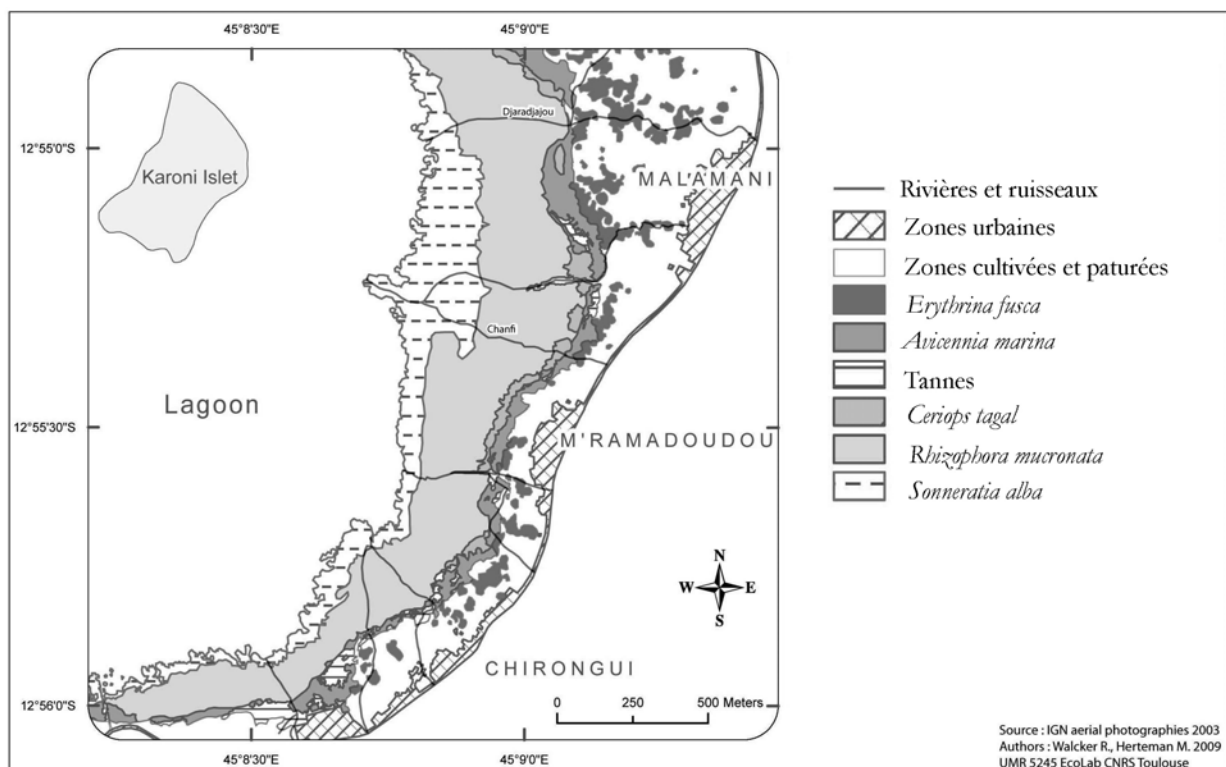 45°8'30"E
45°9'0"E
12°55'0"S
12°55'30"S
12°56'0"S
Karoni Islet
Djaradjajou
MALAMANI
Chanfi
Lagoon
M'RAMADOUDOU
CHIRONGUI
N
W
E
S
0 250 500 Meters
45°8'30"E
45°9'0"E
Rivières et ruisseaux
Zones urbaines
Zones cultivées et paturées
Erythrina fusca
Avicennia marina
Tannes
Ceriops tagal
Rhizophora mucronata
Sonneratia alba
Source : IGN aerial photographies 2003
Authors : Walcker R., Herteman M. 2009
UMR 5245 EcoLab CNRS Toulouse